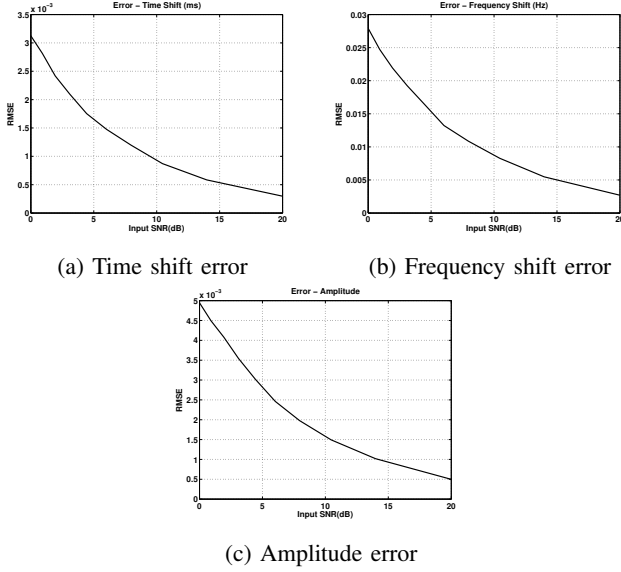 Error − Time Shift (ms)
x 10⁻³
3.5
3
2.5
2
1.5
1
0.5
0
RMSE
0 5 10 15 20
Input SNR(dB)
(a) Time shift error
Error − Frequency Shift (Hz)
0.03
0.025
0.02
0.015
0.01
0.005
0
RMSE
0 5 10 15 20
Input SNR(dB)
(b) Frequency shift error
Error − Amplitude
x 10⁻³
5
4.5
4
3.5
3
2.5
2
1.5
1
0.5
0
RMSE
0 5 10 15 20
Input SNR(dB)
(c) Amplitude error